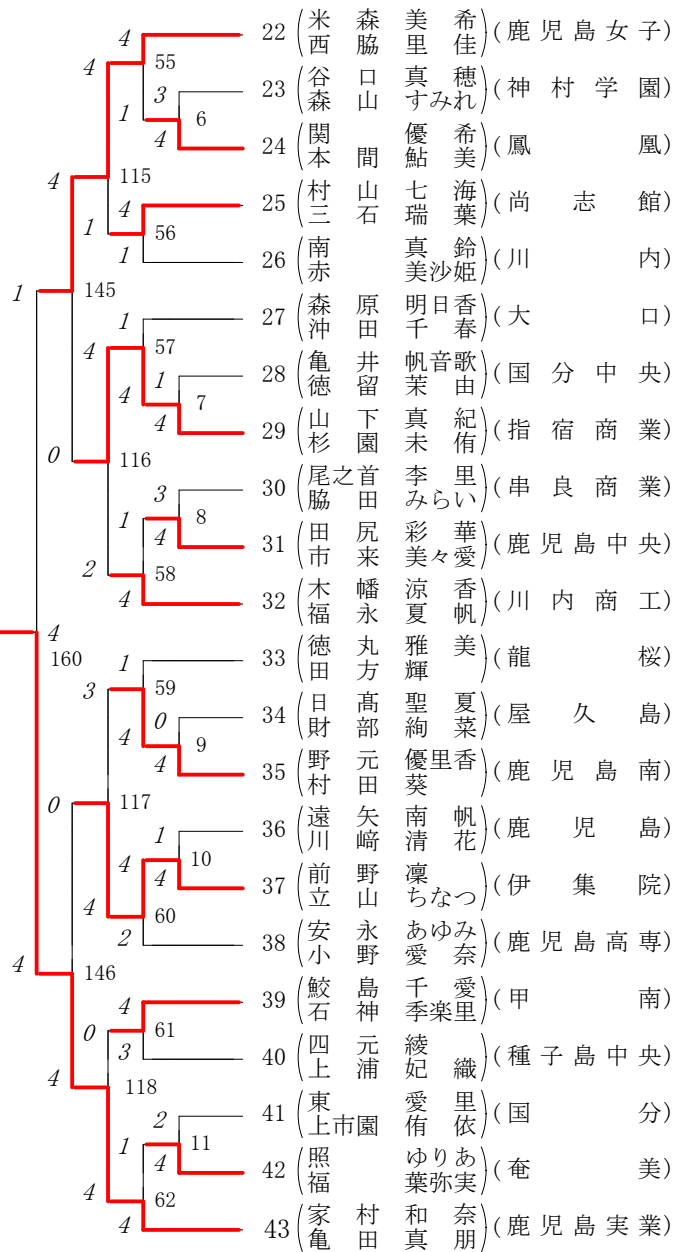 4 22 (米森美希 西脇里佳) (鹿児島女子)
4 55
3 23 (谷口真穂 森山すみれ) (神村学園)
1 6
4 24 (関優希 本間鮎美) (鳳凰)
4 115
4 25 (村山七海 三石瑞葉) (尚志館)
1 56
1 26 (南真鈴 赤美沙姫) (川内)
1 145
1 27 (森原明日香 沖田千春) (大口)
4 57
1 28 (亀井帆音歌 徳留茉由) (国分中央)
4 7
4 29 (山下真紀 杉園未侑) (指宿商業)
0 116
3 30 (尾之首李里 脇田みらい) (串良商業)
1 8
4 31 (田尻彩華 市来美々愛) (鹿児島中央)
2 58
4 32 (木幡涼香 福永夏帆) (川内商工)
4 160
1 33 (徳丸雅美 田方輝) (龍桜)
3 59
0 34 (日髙聖夏 財部絢菜) (屋久島)
4 9
4 35 (野元優里香 村田葵) (鹿児島南)
0 117
1 36 (遠矢南帆 川﨑清花) (鹿児島)
4 10
4 37 (前野凜 立山ちなつ) (伊集院)
4 60
2 38 (安永あゆみ 小野愛奈) (鹿児島高専)
4 146
4 39 (鮫島千愛 石神季楽里) (甲南)
0 61
3 40 (四元綾 上浦妃織) (種子島中央)
4 118
2 41 (東愛里 上市園侑依) (国分)
1 11
4 42 (照ゆりあ 福葉弥実) (奄美)
4 62
4 43 (家村和奈 亀田真朋) (鹿児島実業)